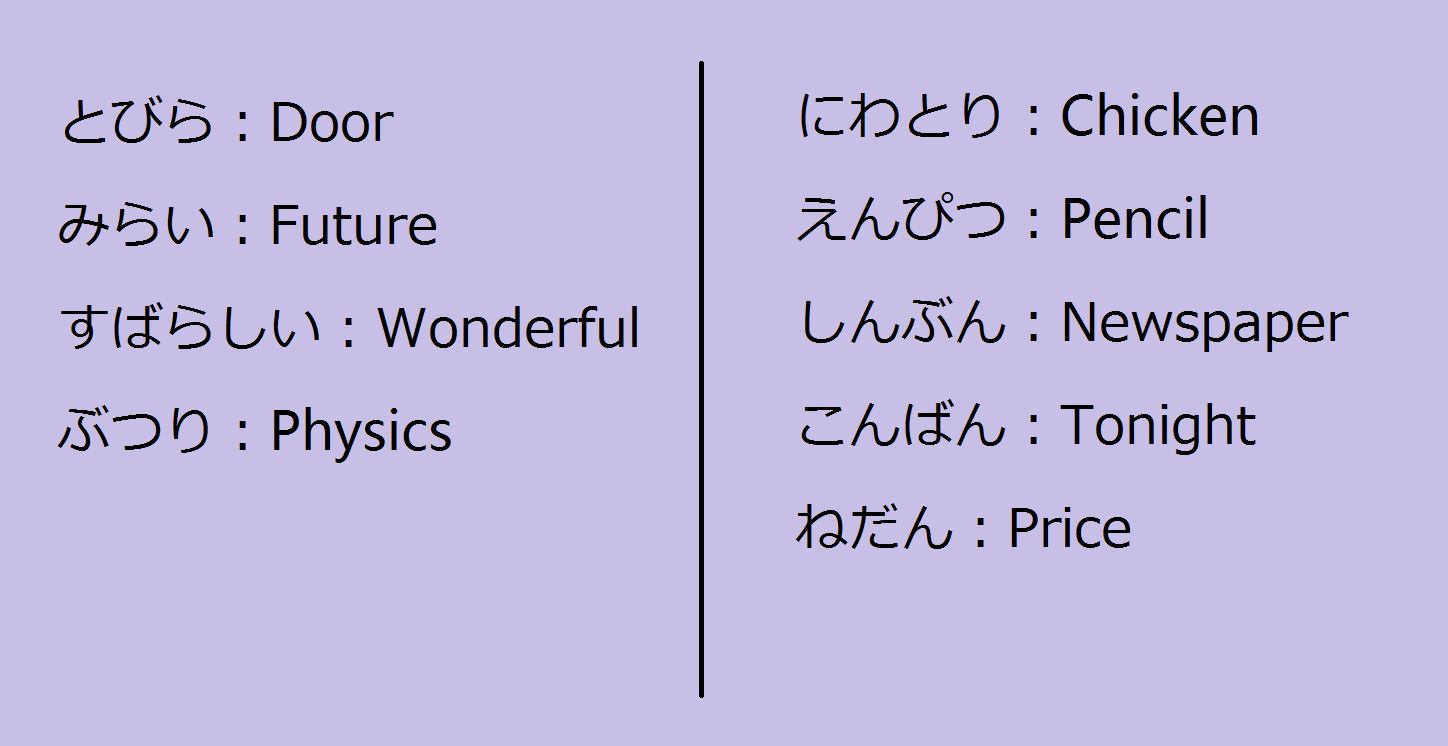 とびら : Door
みらい : Future
すばらしい : Wonderful
ぶつり : Physics
にわとり : Chicken
えんぴつ : Pencil
しんぶん : Newspaper
こんばん : Tonight
ねだん : Price